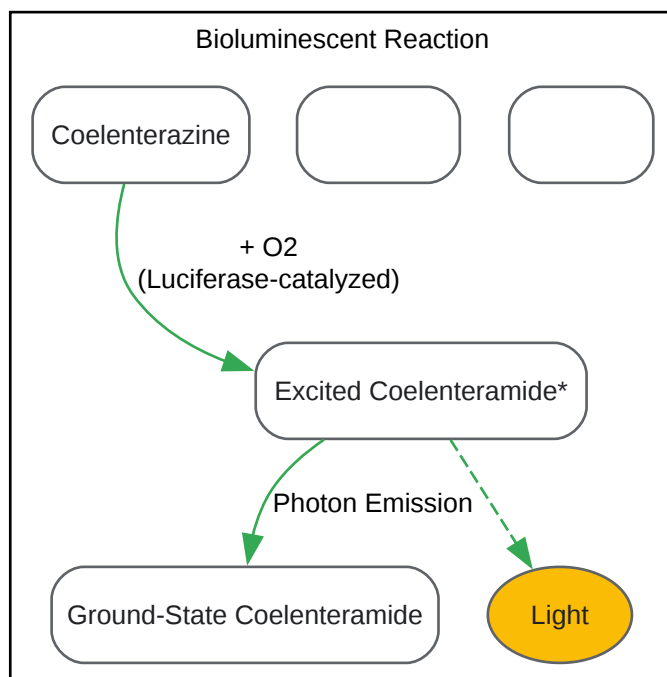 Bioluminescent Reaction
Coelenterazine
+ O2
(Luciferase-catalyzed)
Excited Coelenteramide*
Photon Emission
Ground-State Coelenteramide
Light